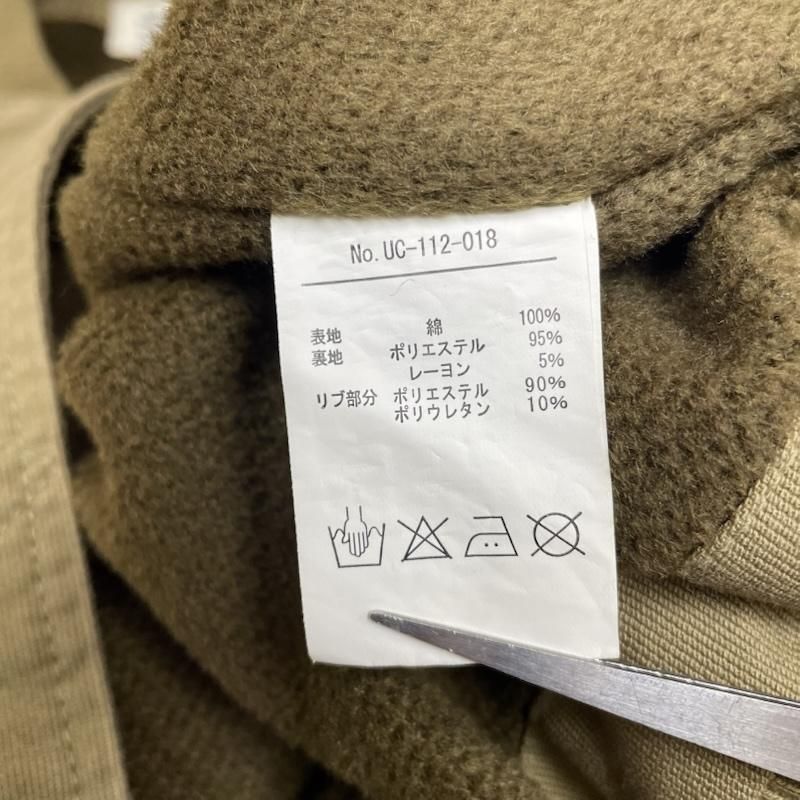 No. UC-112-018
表地 綿 100%
裏地 ポリエステル 95%
レーヨン 5%
リブ部分 ポリエステル 90%
ポリウレタン 10%